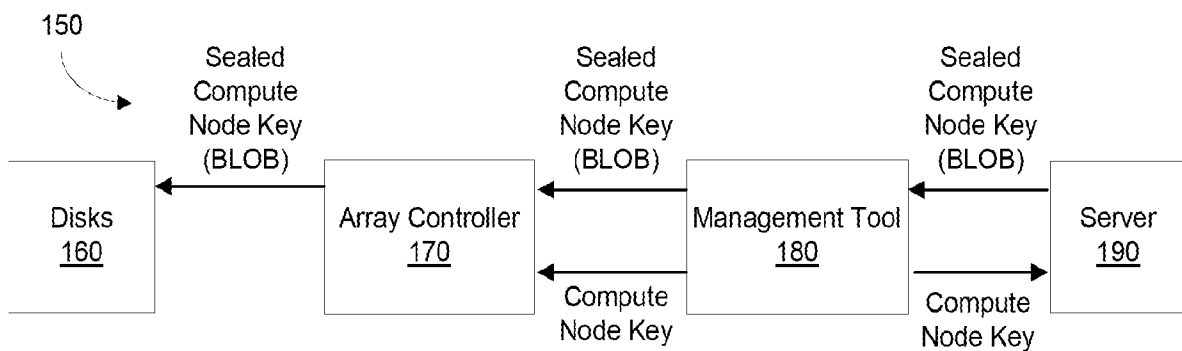 150
Sealed
Compute
Node Key
(BLOB)
Sealed
Compute
Node Key
(BLOB)
Sealed
Compute
Node Key
(BLOB)
Disks
160
Array Controller
170
Management Tool
180
Server
190
Compute
Node Key
Compute
Node Key